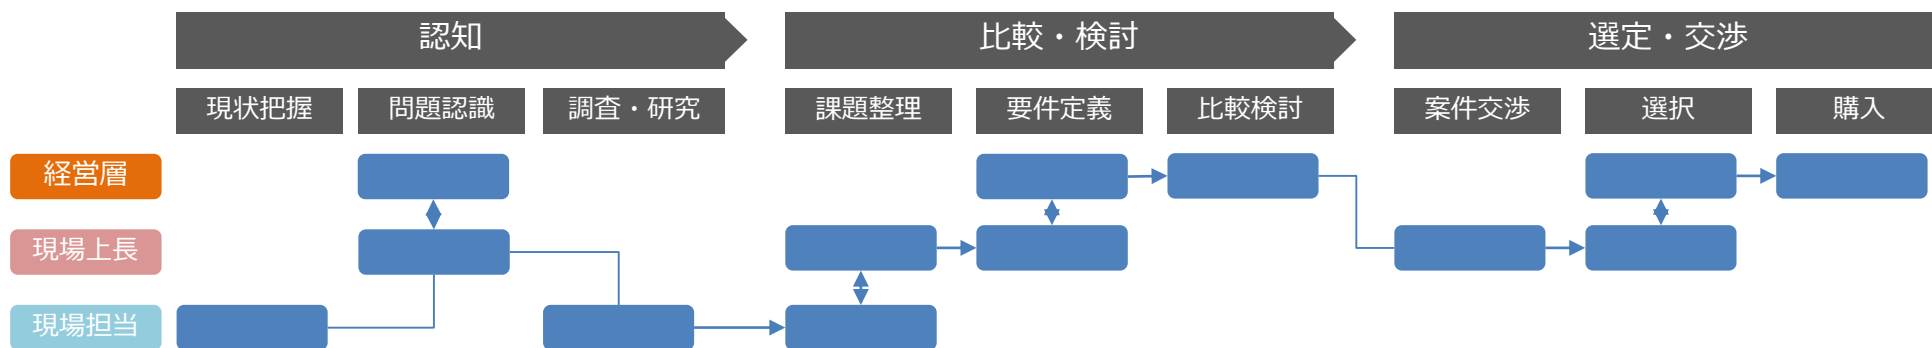 認知
比較・検討
選定・交渉
現状把握
問題認識
調査・研究
課題整理
要件定義
比較検討
案件交渉
選択
購入
経営層
現場上長
現場担当